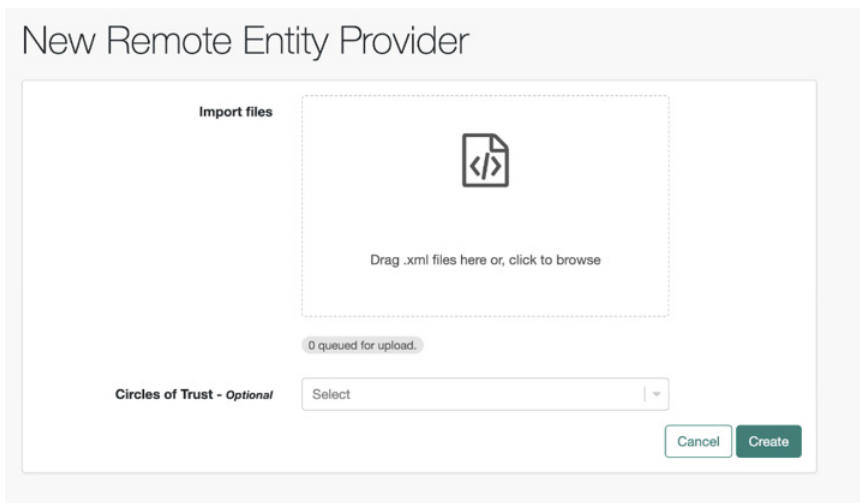 New Remote Entity Provider
Import files
</>
Drag .xml files here or, click to browse
0 queued for upload.
Circles of Trust - Optional
Select
Cancel
Create